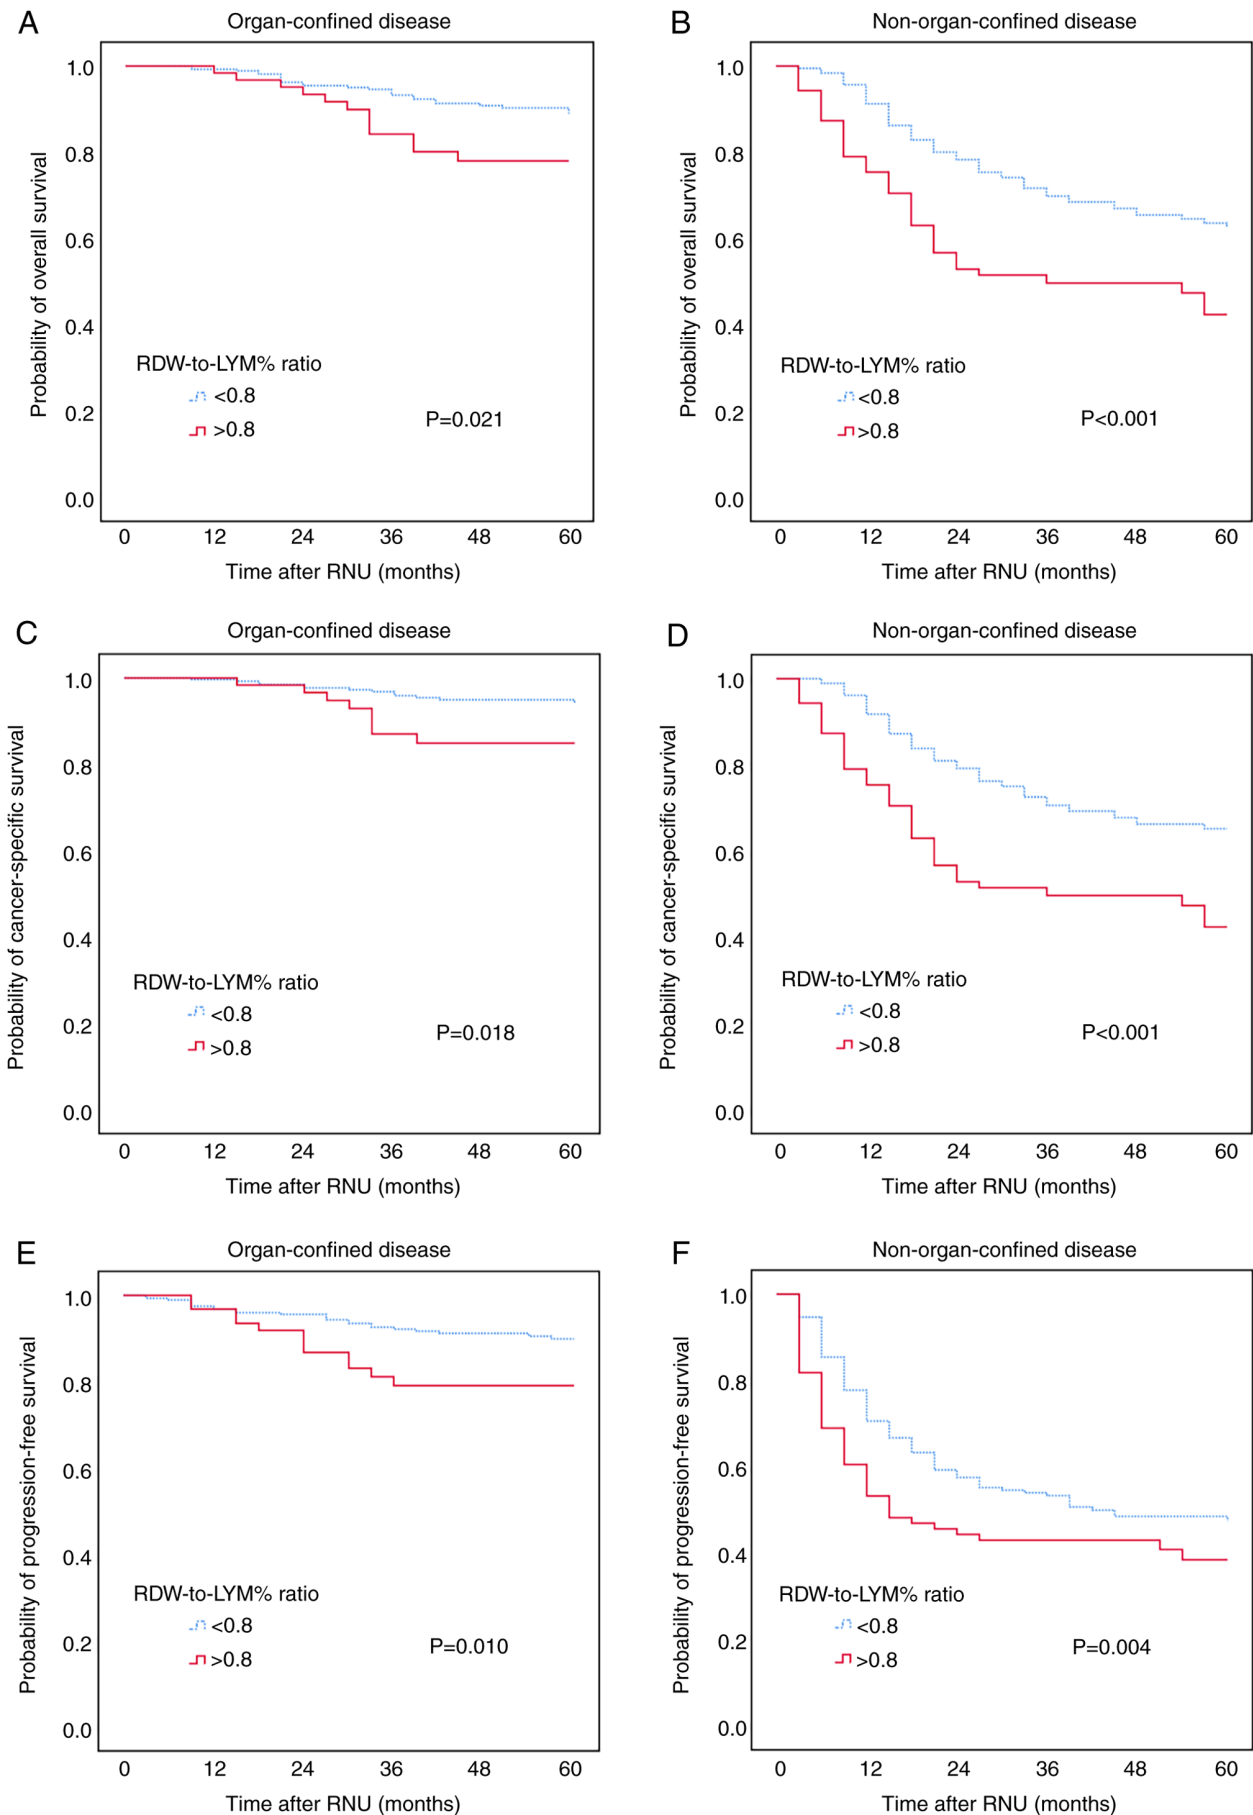 A
Organ-confined disease
Probability of overall survival
1.0
0.8
0.6
0.4
0.2
0.0
RDW-to-LYM% ratio
<0.8
>0.8
P=0.021
0 12 24 36 48 60
Time after RNU (months)
B
Non-organ-confined disease
Probability of overall survival
1.0
0.8
0.6
0.4
0.2
0.0
RDW-to-LYM% ratio
<0.8
>0.8
P<0.001
0 12 24 36 48 60
Time after RNU (months)
C
Organ-confined disease
Probability of cancer-specific survival
1.0
0.8
0.6
0.4
0.2
0.0
RDW-to-LYM% ratio
<0.8
>0.8
P=0.018
0 12 24 36 48 60
Time after RNU (months)
D
Non-organ-confined disease
Probability of cancer-specific survival
1.0
0.8
0.6
0.4
0.2
0.0
RDW-to-LYM% ratio
<0.8
>0.8
P<0.001
0 12 24 36 48 60
Time after RNU (months)
E
Organ-confined disease
Probability of progression-free survival
1.0
0.8
0.6
0.4
0.2
0.0
RDW-to-LYM% ratio
<0.8
>0.8
P=0.010
0 12 24 36 48 60
Time after RNU (months)
F
Non-organ-confined disease
Probability of progression-free survival
1.0
0.8
0.6
0.4
0.2
0.0
RDW-to-LYM% ratio
<0.8
>0.8
P=0.004
0 12 24 36 48 60
Time after RNU (months)